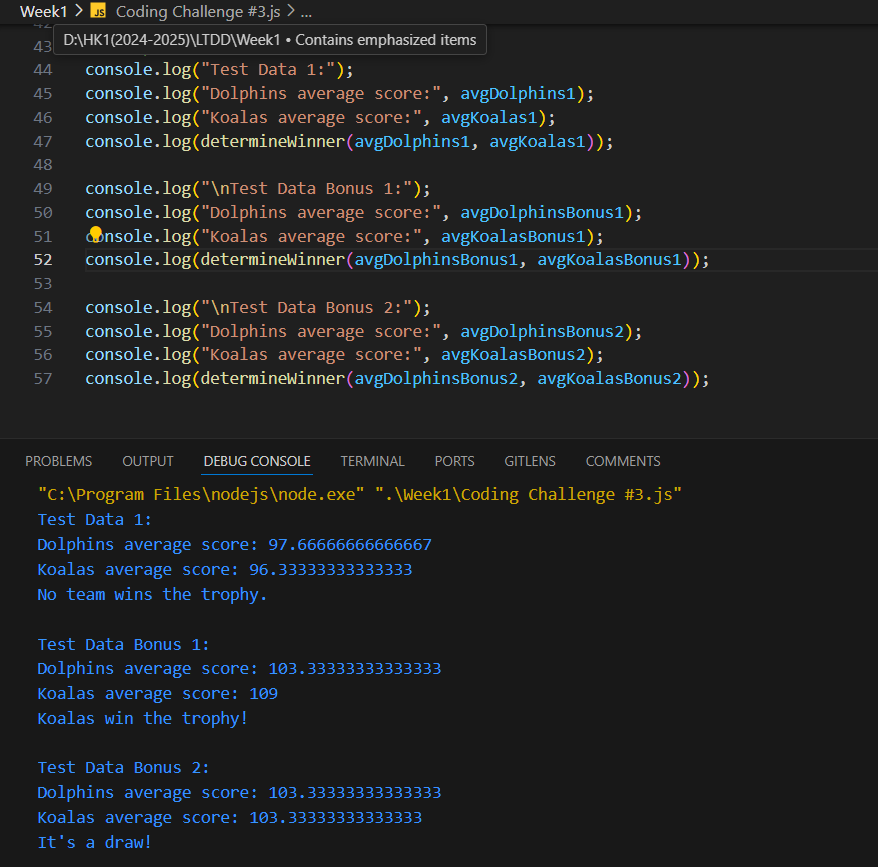 Week1 > JS Coding Challenge #3.js > ...
D:\HK1(2024-2025)\LTDD\Week1 • Contains emphasized items
43
44 console.log("Test Data 1:");
45 console.log("Dolphins average score:", avgDolphins1);
46 console.log("Koalas average score:", avgKoalas1);
47 console.log(determineWinner(avgDolphins1, avgKoalas1));
48
49 console.log("\nTest Data Bonus 1:");
50 console.log("Dolphins average score:", avgDolphinsBonus1);
51 console.log("Koalas average score:", avgKoalasBonus1);
52 console.log(determineWinner(avgDolphinsBonus1, avgKoalasBonus1));
53
54 console.log("\nTest Data Bonus 2:");
55 console.log("Dolphins average score:", avgDolphinsBonus2);
56 console.log("Koalas average score:", avgKoalasBonus2);
57 console.log(determineWinner(avgDolphinsBonus2, avgKoalasBonus2));
PROBLEMS OUTPUT DEBUG CONSOLE TERMINAL PORTS GITLENS COMMENTS
"C:\Program Files\nodejs\node.exe" ".\Week1\Coding Challenge #3.js"
Test Data 1:
Dolphins average score: 97.66666666666667
Koalas average score: 96.33333333333333
No team wins the trophy.
Test Data Bonus 1:
Dolphins average score: 103.33333333333333
Koalas average score: 109
Koalas win the trophy!
Test Data Bonus 2:
Dolphins average score: 103.33333333333333
Koalas average score: 103.33333333333333
It's a draw!